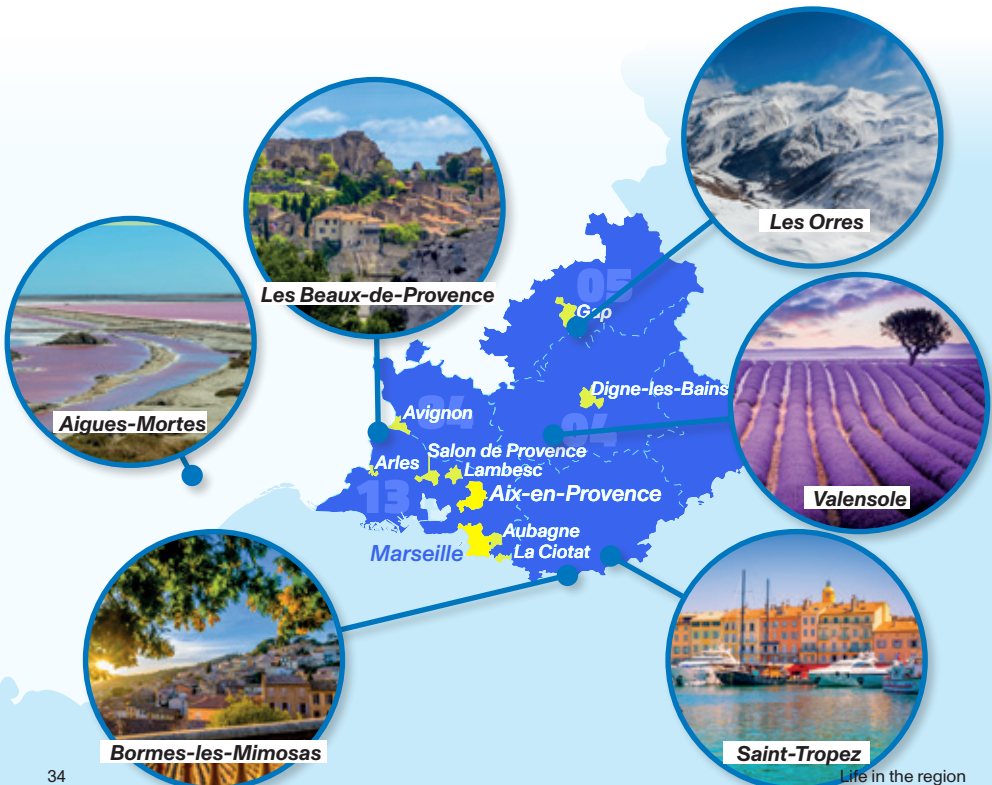 Les Orres
Les Beaux-de-Provence
05
Gap
Digne-les-Bains
Aigues-Mortes
84
Avignon
04
Salon de Provence
Arles
Lambesc
13
Aix-en-Provence
Valensole
Aubagne
Marseille
La Ciotat
Bormes-les-Mimosas
Saint-Tropez
34
Life in the region